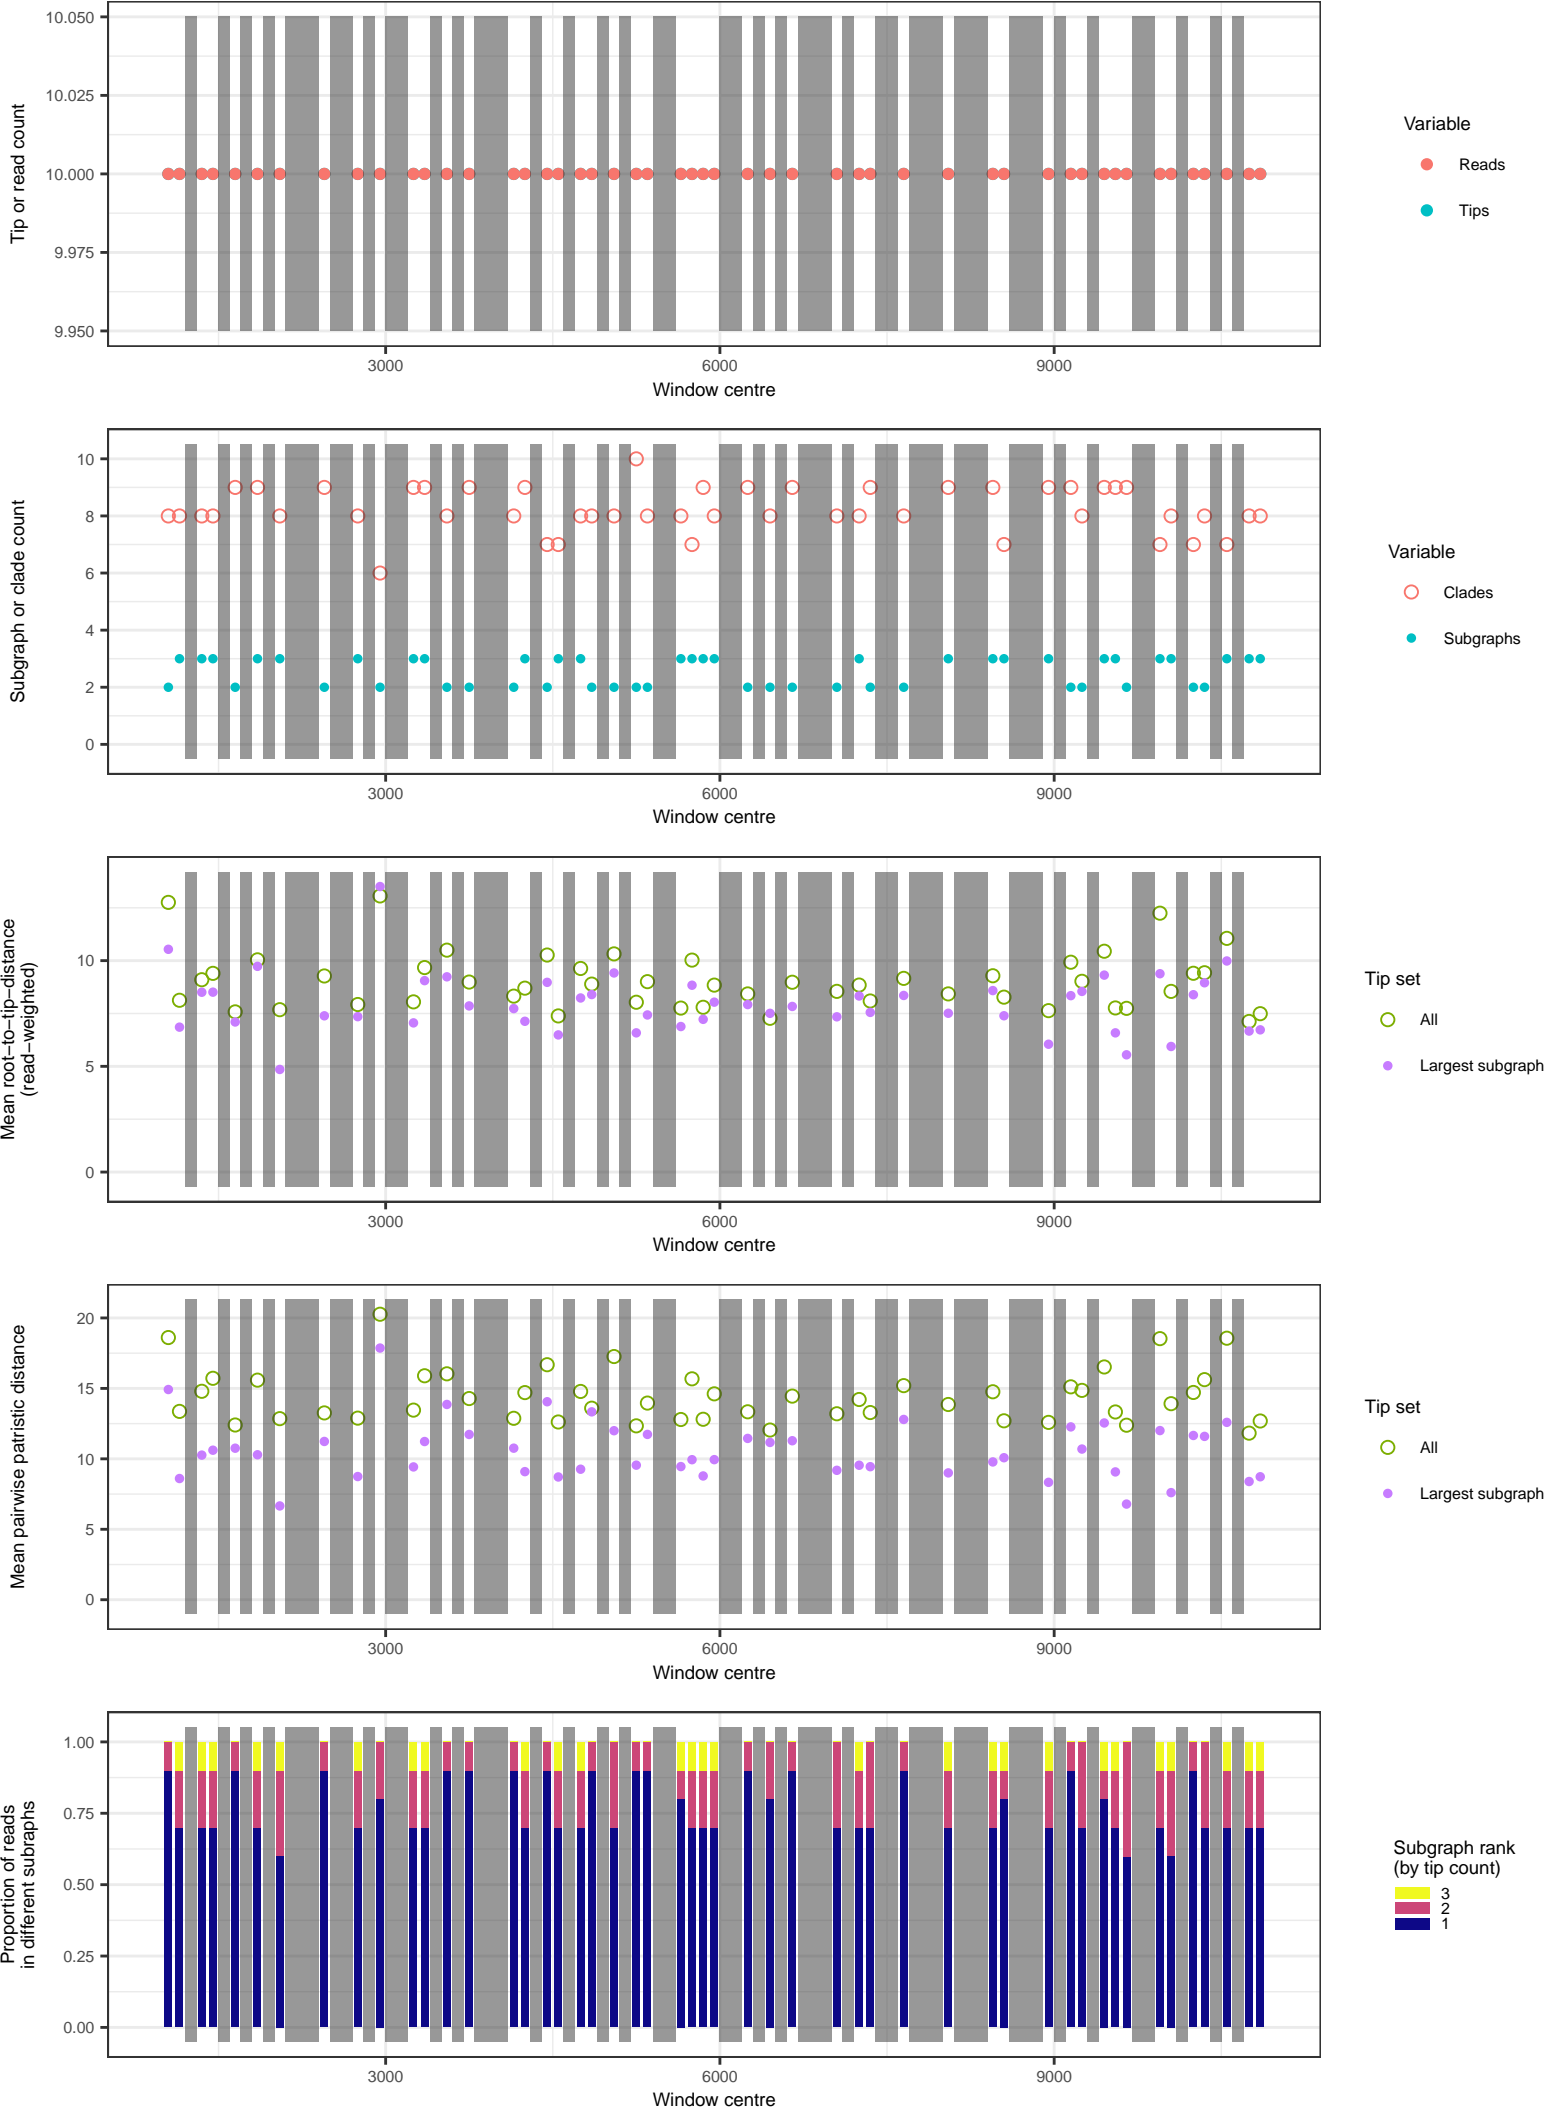 10.050
10.025
10.000
9.975
9.950
Tip or read count
3000
6000
9000
Window centre
Variable
Reads
Tips
10
8
6
4
2
0
Subgraph or clade count
3000
6000
9000
Window centre
Variable
Clades
Subgraphs
10
5
0
Mean root−to−tip−distance
(read−weighted)
3000
6000
9000
Window centre
Tip set
All
Largest subgraph
20
15
10
5
0
Mean pairwise patristic distance
3000
6000
9000
Window centre
Tip set
All
Largest subgraph
1.00
0.75
0.50
0.25
0.00
Proportion of reads
in different subraphs
3000
6000
9000
Window centre
Subgraph rank
(by tip count)
3
2
1